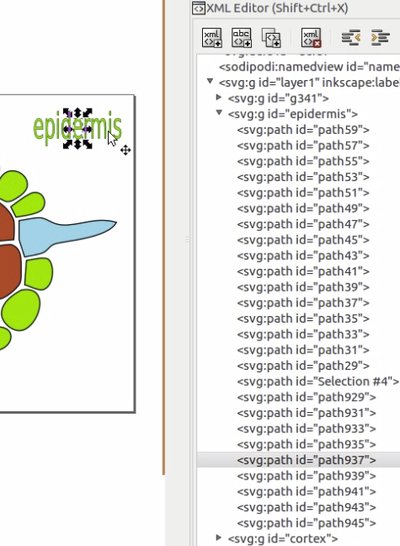 XML Editor (Shift+Ctrl+X)
abc
<sodipodi:namedview id="name
<svg:g id="layer1" inkscape:label
<svg:g id="g341">
<svg:g id="epidermis">
epidermis
<svg:path id="path59">
<svg:path id="path57">
<svg:path id="path55">
<svg:path id="path53">
<svg:path id="path51">
<svg:path id="path49">
<svg:path id="path47">
<svg:path id="path45">
<svg:path id="path43">
<svg:path id="path41">
<svg:path id="path39">
<svg:path id="path37">
<svg:path id="path35">
<svg:path id="path33">
<svg:path id="path31">
<svg:path id="path29">
<svg:path id="Selection #4">
<svg:path id="path929">
<svg:path id="path931">
<svg:path id="path933">
<svg:path id="path935">
<svg:path id="path937">
<svg:path id="path939">
<svg:path id="path941">
<svg:path id="path943">
<svg:path id="path945">
<svg:g id="cortex">